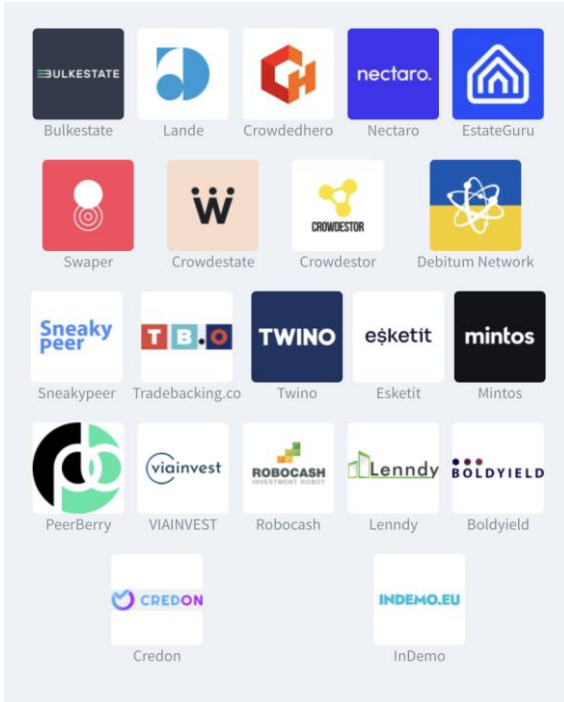 BULKESTATE
nectaro.
Bulkestate
Lande
Crowdedhero
Nectaro
EstateGuru
CROWDESTOR
Swaper
Crowdestate
Crowdestor
Debitum Network
Sneaky
peer
TB.O
TWINO
esketit
mintos
Sneakypeer
Tradebacking.co
Twino
Esketit
Mintos
viainvest
ROBOCASH
INVESTMENT ROBOT
Lenndy
BOLDYIELD
PeerBerry
VIAINVEST
Robocash
Lenndy
Boldyield
CREDON
INDEMO.EU
Credon
InDemo